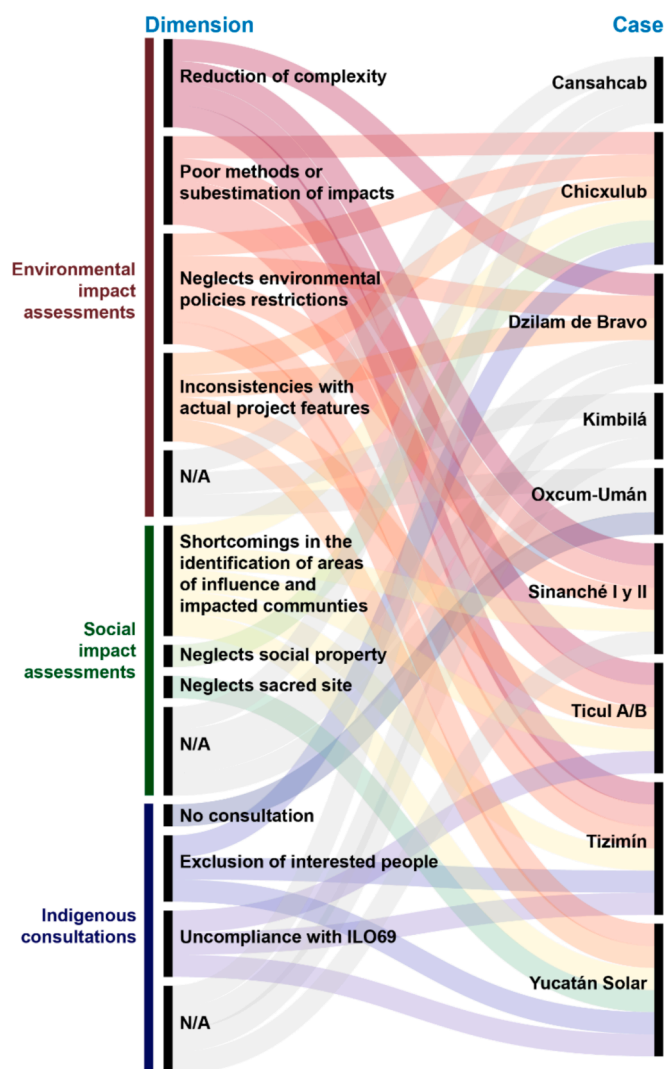 Dimension
Case
Environmental
impact
assessments
Reduction of complexity
Poor methods or
subestimation of impacts
Neglects environmental
policies restrictions
Inconsistencies with
actual project features
N/A
Social
impact
assessments
Shortcomings in the
identification of areas
of influence and
impacted communties
Neglects social property
Neglects sacred site
N/A
Indigenous
consultations
No consultation
Exclusion of interested people
Uncompliance with ILO69
N/A
Cansahcab
Chicxulub
Dzilam de Bravo
Kimbilá
Oxcum-Umán
Sinanché I y II
Ticul A/B
Tizimín
Yucatán Solar